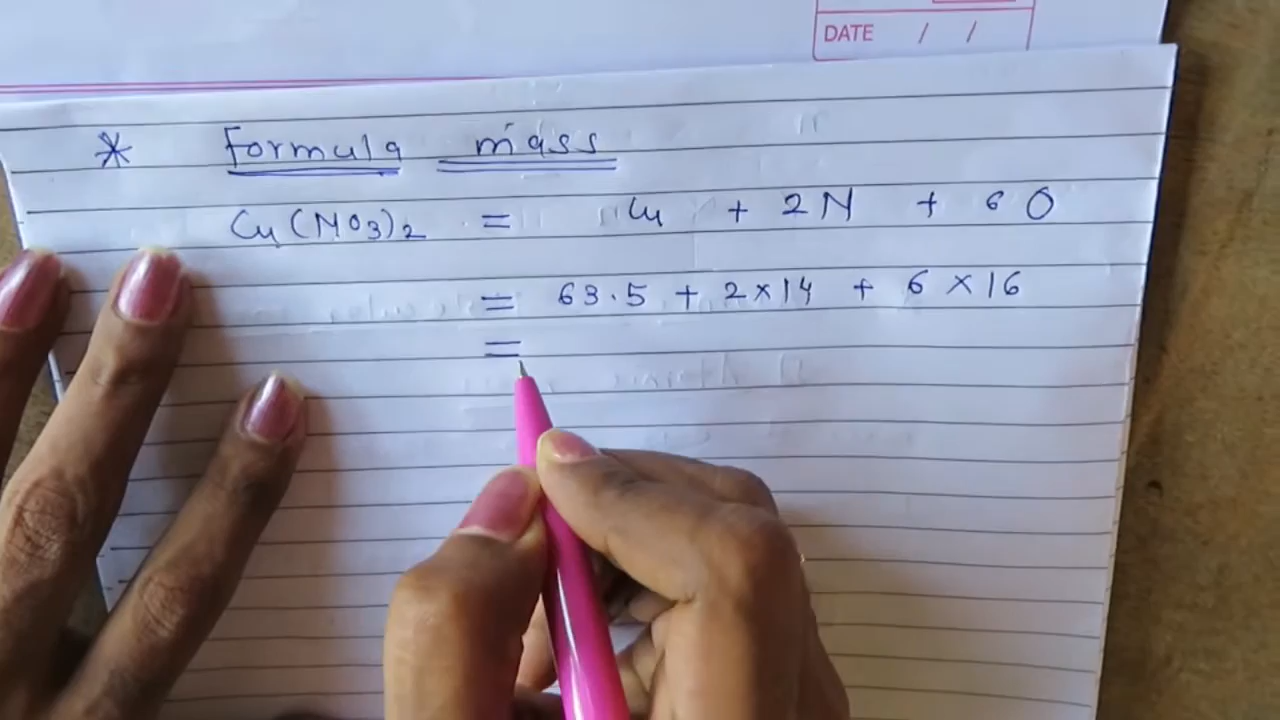 DATE / /
* Formula mass
Cu(NO3)2 = Cu + 2N + 6O
= 63.5 + 2×14 + 6×16
=